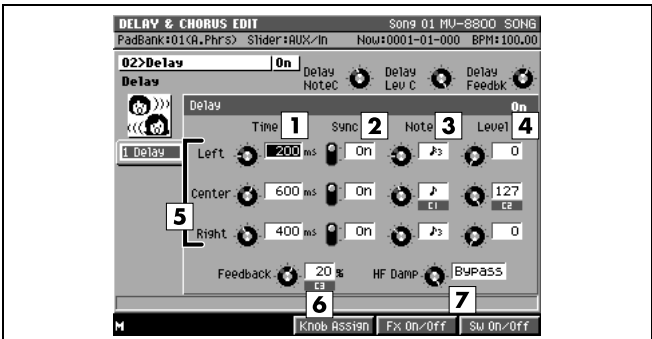 DELAY & CHORUS EDIT Song 01 MV-8800 SONG
PadBank:01(A.Phrs) Slider:AUX/In Now:0001-01-000 BPM:100.00
02>Delay On
Delay NoteC Delay Lev C Delay Feedbk
Delay
Delay On
Time 1 Sync 2 Note 3 Level 4
1 Delay
Left 200 ms On ♪3 0
Center 600 ms On ♪ 127
C1 C2
5
Right 400 ms On ♪3 0
Feedback 20 % HF Damp Bypass
C3
6 7
M Knob Assign Fx On/Off Sw On/Off